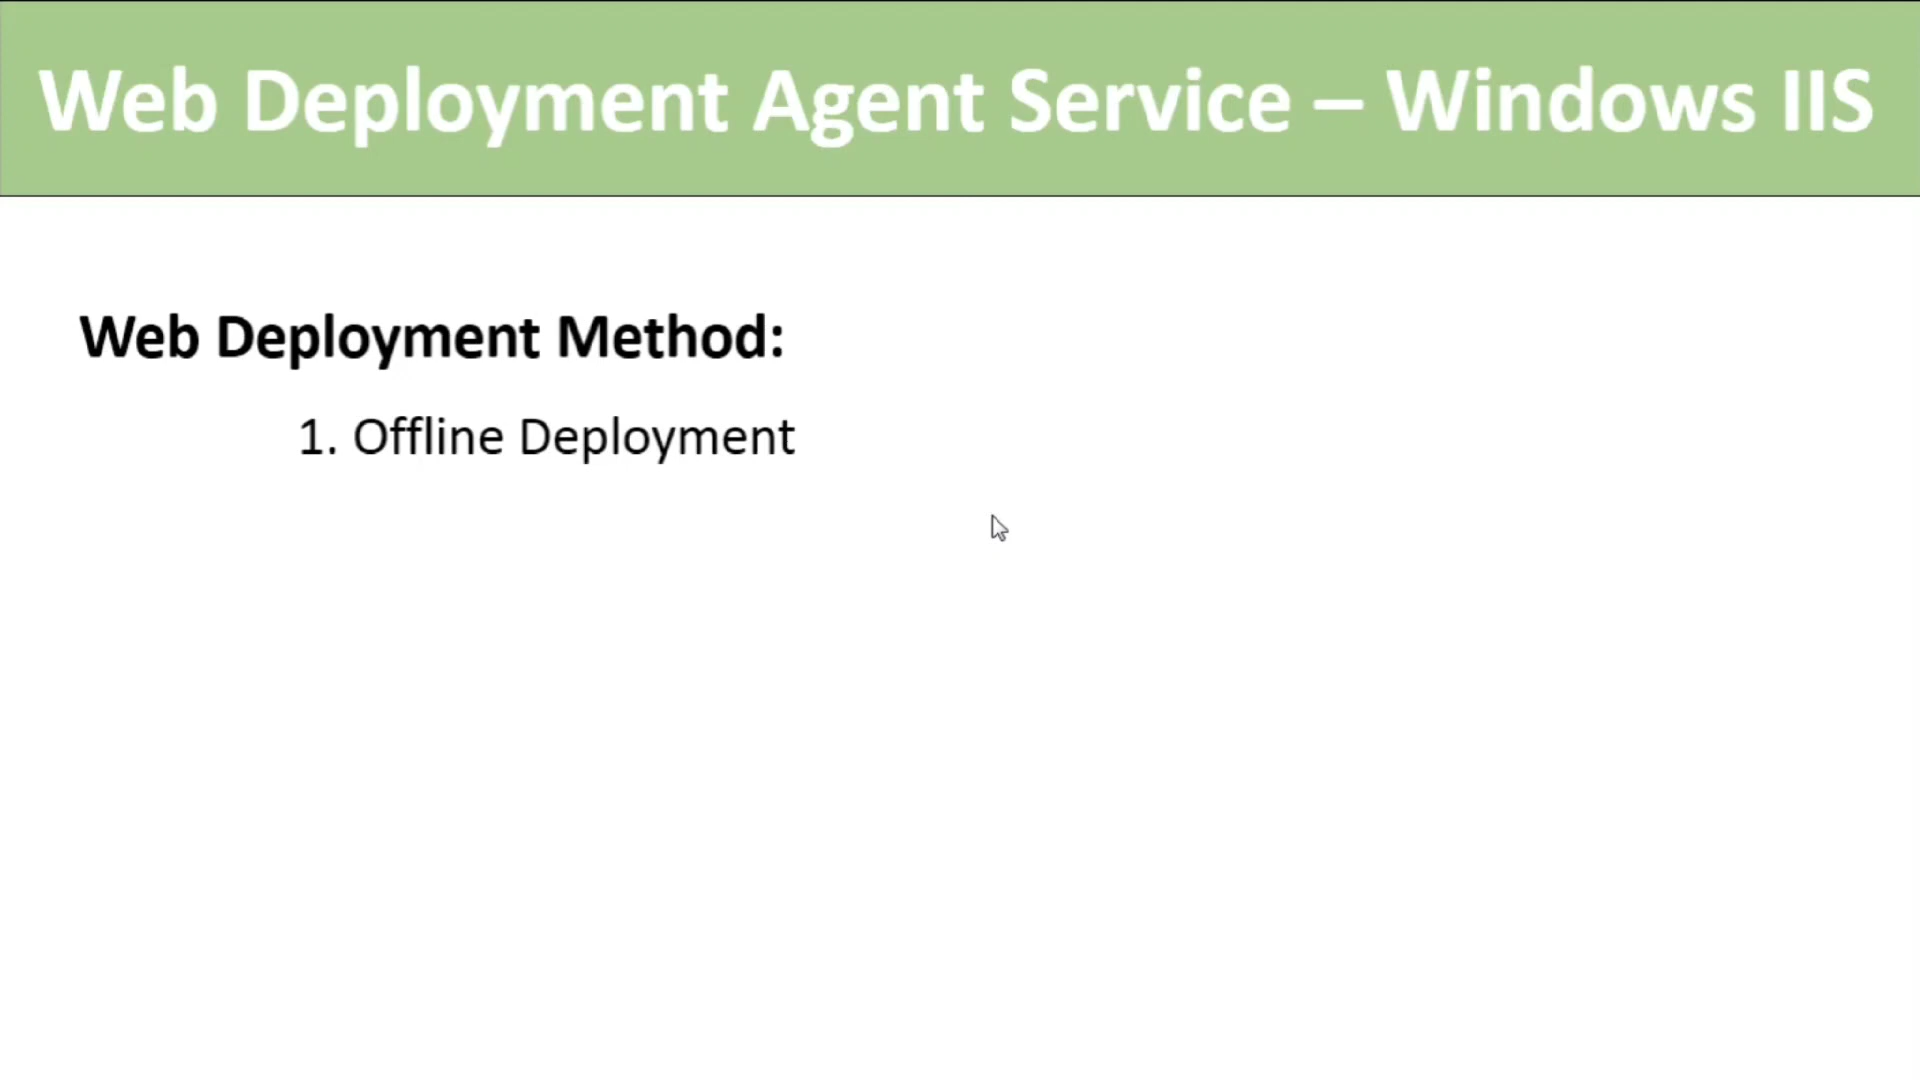 Web Deployment Agent Service – Windows IIS
Web Deployment Method:
1. Offline Deployment